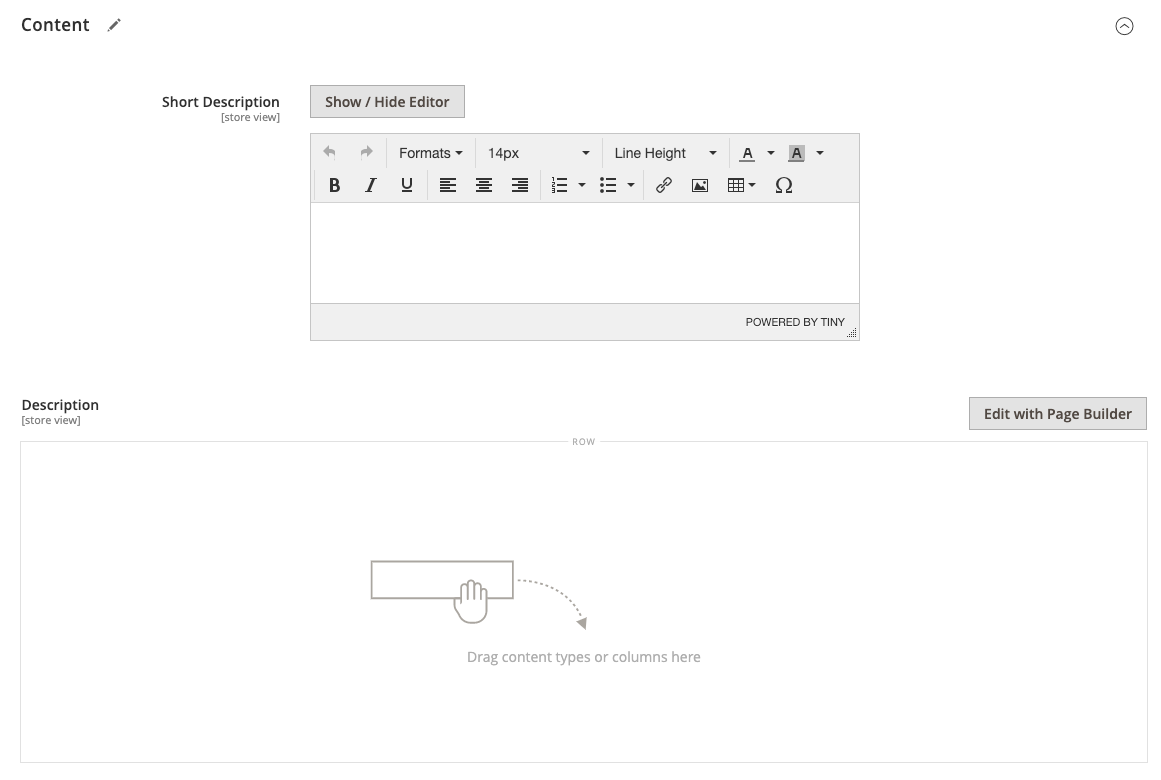 Content
Short Description
[store view]
Show / Hide Editor
Formats 14px Line Height A A
B I U Ω
POWERED BY TINY
Description
[store view]
Edit with Page Builder
ROW
Drag content types or columns here